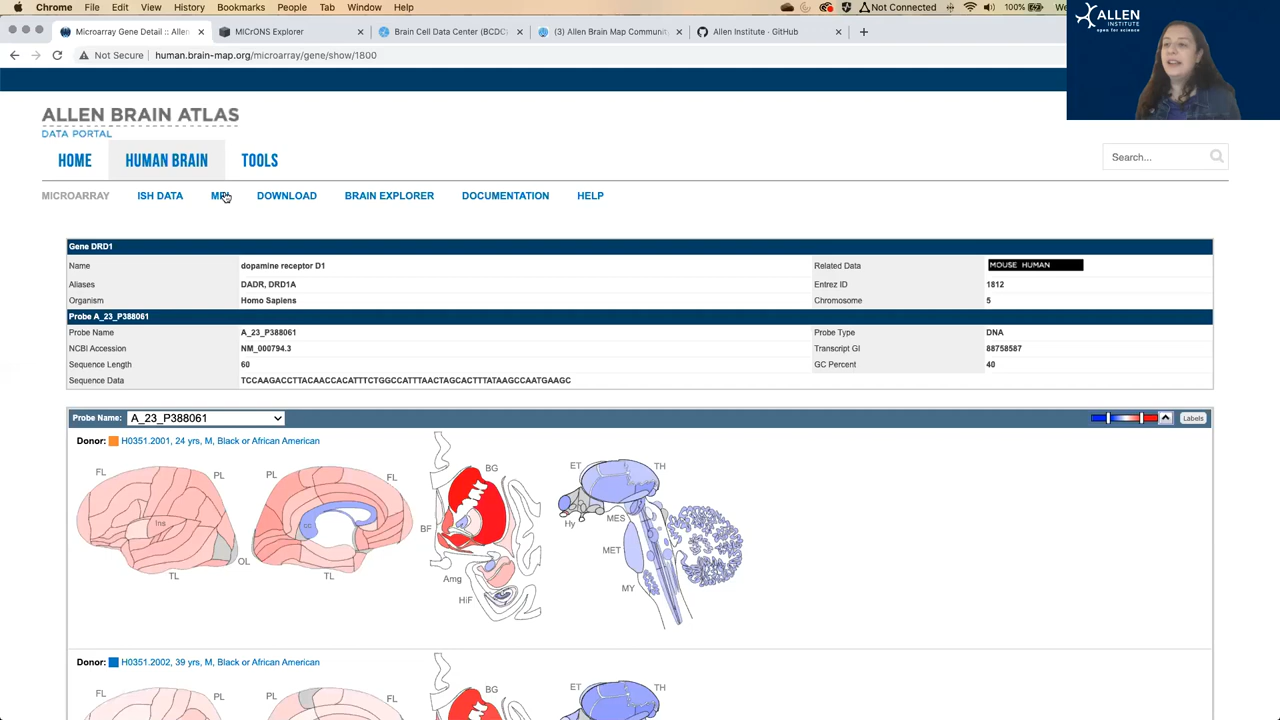 Chrome File Edit View History Bookmarks Profiles People Tab Window Help
Not Connected 100%
Microarray Gene Detail :: Allen
MICrONS Explorer
Brain Cell Data Center (BCDC)
(3) Allen Brain Map Communit
Allen Institute · GitHub
Not Secure human.brain-map.org/microarray/gene/show/1800
ALLEN INSTITUTE
open for science
ALLEN BRAIN ATLAS
DATA PORTAL
HOME HUMAN BRAIN TOOLS
Search...
MICROARRAY ISH DATA DOWNLOAD BRAIN EXPLORER DOCUMENTATION HELP
Gene DRD1
Name dopamine receptor D1 Related Data MOUSE HUMAN
Aliases DADR, DRD1A Entrez ID 1812
Organism Homo Sapiens Chromosome 5
Probe A_23_P388061
Probe Name A_23_P388061 Probe Type DNA
NCBI Accession NM_000794.3 Transcript GI 88758587
Sequence Length 60 GC Percent 40
Sequence Data TCCAAGACCTTACAACCACATTTCTGGCCATTTAACTAGCACTTTATAAGCCAATGAAGC
Probe Name: A_23_P388061 Labels
Donor: H0351.2001, 24 yrs, M, Black or African American
FL PL PL FL BG ET TH
Ins cc BF Hy MES
OL MET
TL TL Amg MY
HiF
Donor: H0351.2002, 39 yrs, M, Black or African American
FL PL PL FL BG ET TH